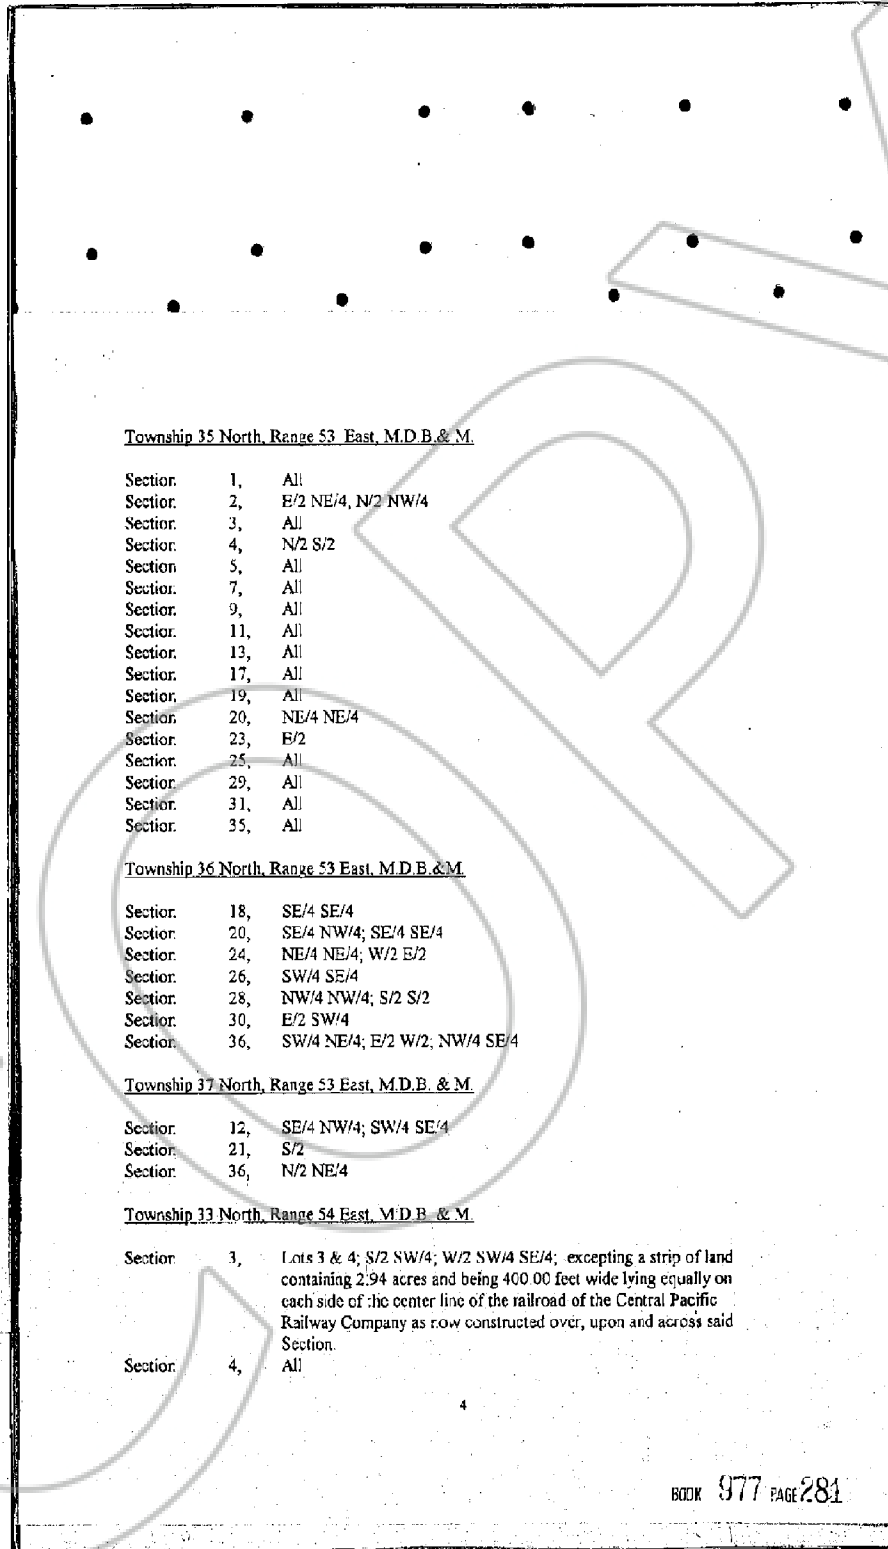 Township 35 North, Range 53 East, M.D.B.& M.
Section 1, All
Section 2, E/2 NE/4, N/2 NW/4
Section 3, All
Section 4, N/2 S/2
Section 5, All
Section 7, All
Section 9, All
Section 11, All
Section 13, All
Section 17, All
Section 19, All
Section 20, NE/4 NE/4
Section 23, E/2
Section 25, All
Section 29, All
Section 31, All
Section 35, All
Township 36 North, Range 53 East, M.D.B.&M.
Section 18, SE/4 SE/4
Section 20, SE/4 NW/4; SE/4 SE/4
Section 24, NE/4 NE/4; W/2 E/2
Section 26, SW/4 SE/4
Section 28, NW/4 NW/4; S/2 S/2
Section 30, E/2 SW/4
Section 36, SW/4 NE/4; E/2 W/2; NW/4 SE/4
Township 37 North, Range 53 East, M.D.B. & M.
Section 12, SE/4 NW/4; SW/4 SE/4
Section 21, S/2
Section 36, N/2 NE/4
Township 33 North, Range 54 East, M.D.B. & M.
Section 3, Lots 3 & 4; S/2 SW/4; W/2 SW/4 SE/4; excepting a strip of land
containing 2.94 acres and being 400.00 feet wide lying equally on
each side of the center line of the railroad of the Central Pacific
Railway Company as now constructed over, upon and across said
Section.
Section 4, All
4
BOOK 977 PAGE 281
COP